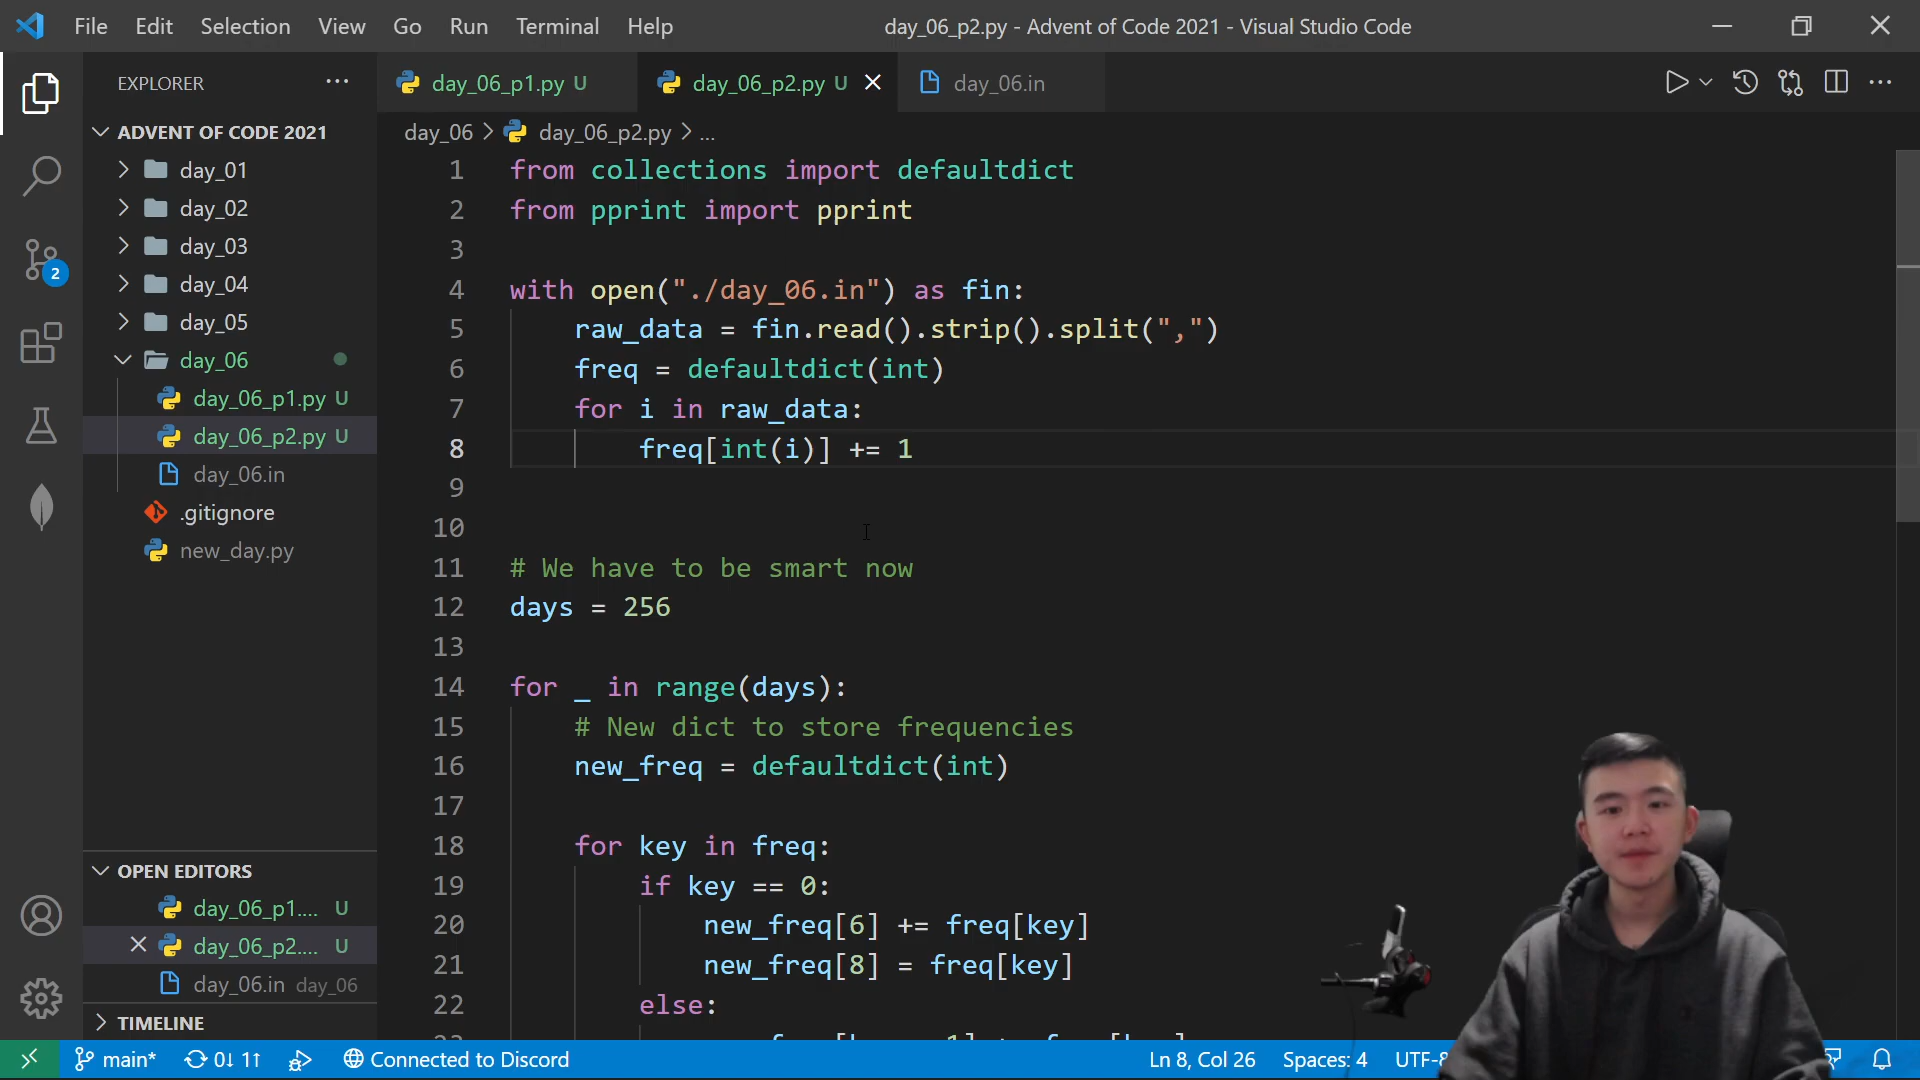 File Edit Selection View Go Run Terminal Help
day_06_p2.py - Advent of Code 2021 - Visual Studio Code
EXPLORER
ADVENT OF CODE 2021
day_01
day_02
day_03
day_04
day_05
day_06
day_06_p1.py U
day_06_p2.py U
day_06.in
.gitignore
new_day.py
2
OPEN EDITORS
day_06_p1.... U
day_06_p2.... U
day_06.in day_06
TIMELINE
day_06_p1.py U
day_06_p2.py U
day_06.in
day_06 > day_06_p2.py > ...
1 from collections import defaultdict
2 from pprint import pprint
3
4 with open("./day_06.in") as fin:
5 raw_data = fin.read().strip().split(",")
6 freq = defaultdict(int)
7 for i in raw_data:
8 freq[int(i)] += 1
9
10
11 # We have to be smart now
12 days = 256
13
14 for _ in range(days):
15 # New dict to store frequencies
16 new_freq = defaultdict(int)
17
18 for key in freq:
19 if key == 0:
20 new_freq[6] += freq[key]
21 new_freq[8] = freq[key]
22 else:
main* 0↓ 1↑ Connected to Discord
Ln 8, Col 26 Spaces: 4 UTF-8